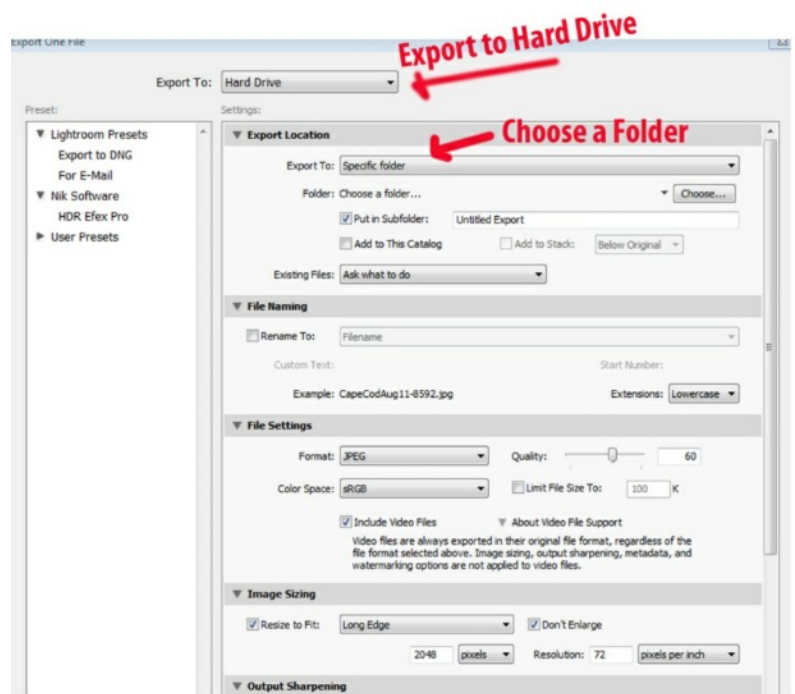 Export One File
Export to Hard Drive
Export To: Hard Drive
Preset:
Settings:
Lightroom Presets
Export to DNG
For E-Mail
Nik Software
HDR Efex Pro
User Presets
Export Location
Choose a Folder
Export To: Specific folder
Folder: Choose a folder... Choose...
Put in Subfolder: Untitled Export
Add to This Catalog Add to Stack: Below Original
Existing Files: Ask what to do
File Naming
Rename To: Filename
Custom Text: Start Number:
Example: CapeCodAug11-8592.jpg Extensions: Lowercase
File Settings
Format: JPEG Quality: 60
Color Space: sRGB Limit File Size To: 100 K
Include Video Files About Video File Support
Video files are always exported in their original file format, regardless of the
file format selected above. Image sizing, output sharpening, metadata, and
watermarking options are not applied to video files.
Image Sizing
Resize to Fit: Long Edge Don't Enlarge
2048 pixels Resolution: 72 pixels per inch
Output Sharpening